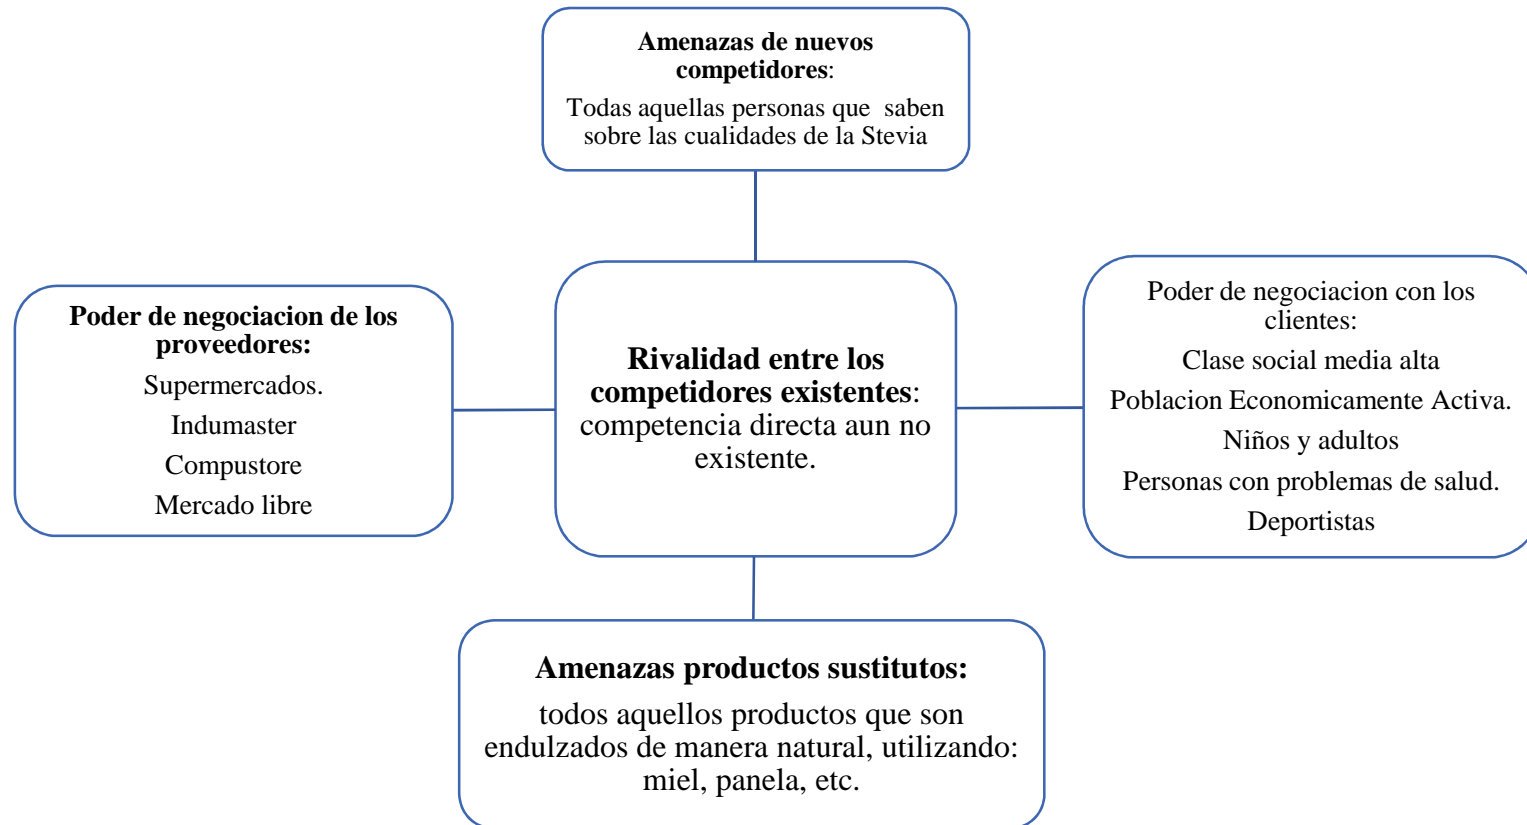 Amenazas de nuevos
competidores:
Todas aquellas personas que saben
sobre las cualidades de la Stevia
Poder de negociacion de los
proveedores:
Supermercados.
Indumaster
Compustore
Mercado libre
Rivalidad entre los
competidores existentes:
competencia directa aun no
existente.
Poder de negociacion con los
clientes:
Clase social media alta
Poblacion Economicamente Activa.
Niños y adultos
Personas con problemas de salud.
Deportistas
Amenazas productos sustitutos:
todos aquellos productos que son
endulzados de manera natural, utilizando:
miel, panela, etc.